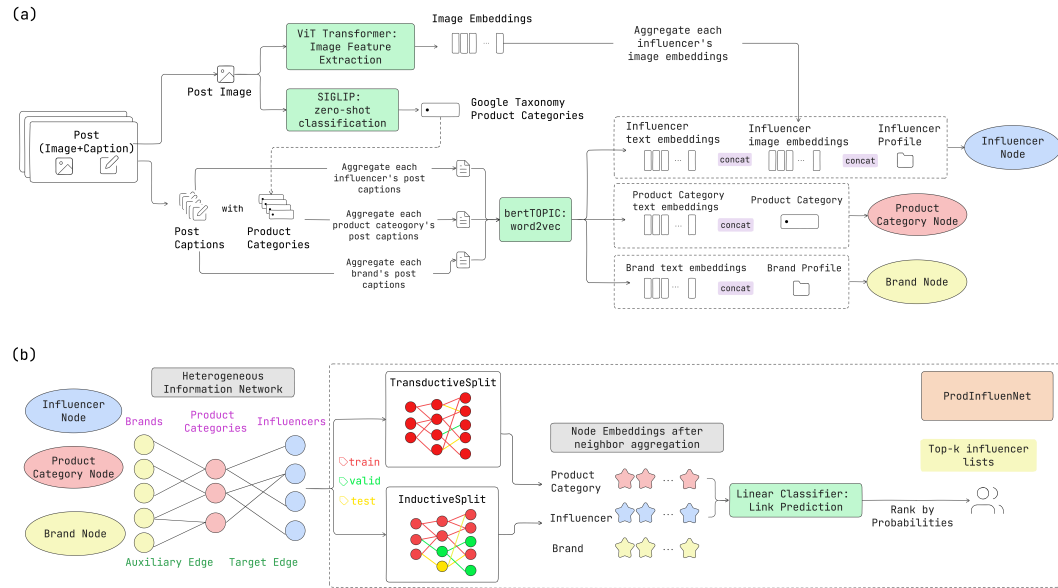 (a)
ViT Transformer:
Image Feature
Extraction
Image Embeddings
...
Aggregate each
influencer's
image embeddings
Post Image
SIGLIP:
zero-shot
classification
Google Taxonomy
Product Categories
Post
(Image+Caption)
Influencer
text embeddings
...
concat
Influencer
image embeddings
...
concat
Influencer
Profile
Influencer
Node
Aggregate each
influencer's post
captions
with
Post
Captions
Product
Categories
Aggregate each
product cateogory's
post captions
Aggregate each
brand's post
captions
bertTOPIC:
word2vec
Product Category
text embeddings
...
concat
Product Category
Product
Category Node
Brand text embeddings
...
concat
Brand Profile
Brand Node
(b)
Influencer
Node
Product
Category Node
Brand Node
Heterogeneous
Information Network
Brands
Product
Categories
Influencers
Auxiliary Edge
Target Edge
train
valid
test
TransductiveSplit
InductiveSplit
Node Embeddings after
neighbor aggregation
Product
Category
...
Influencer
...
Brand
...
Linear Classifier:
Link Prediction
Rank by
Probabilities
ProdInfluenNet
Top-k influencer
lists